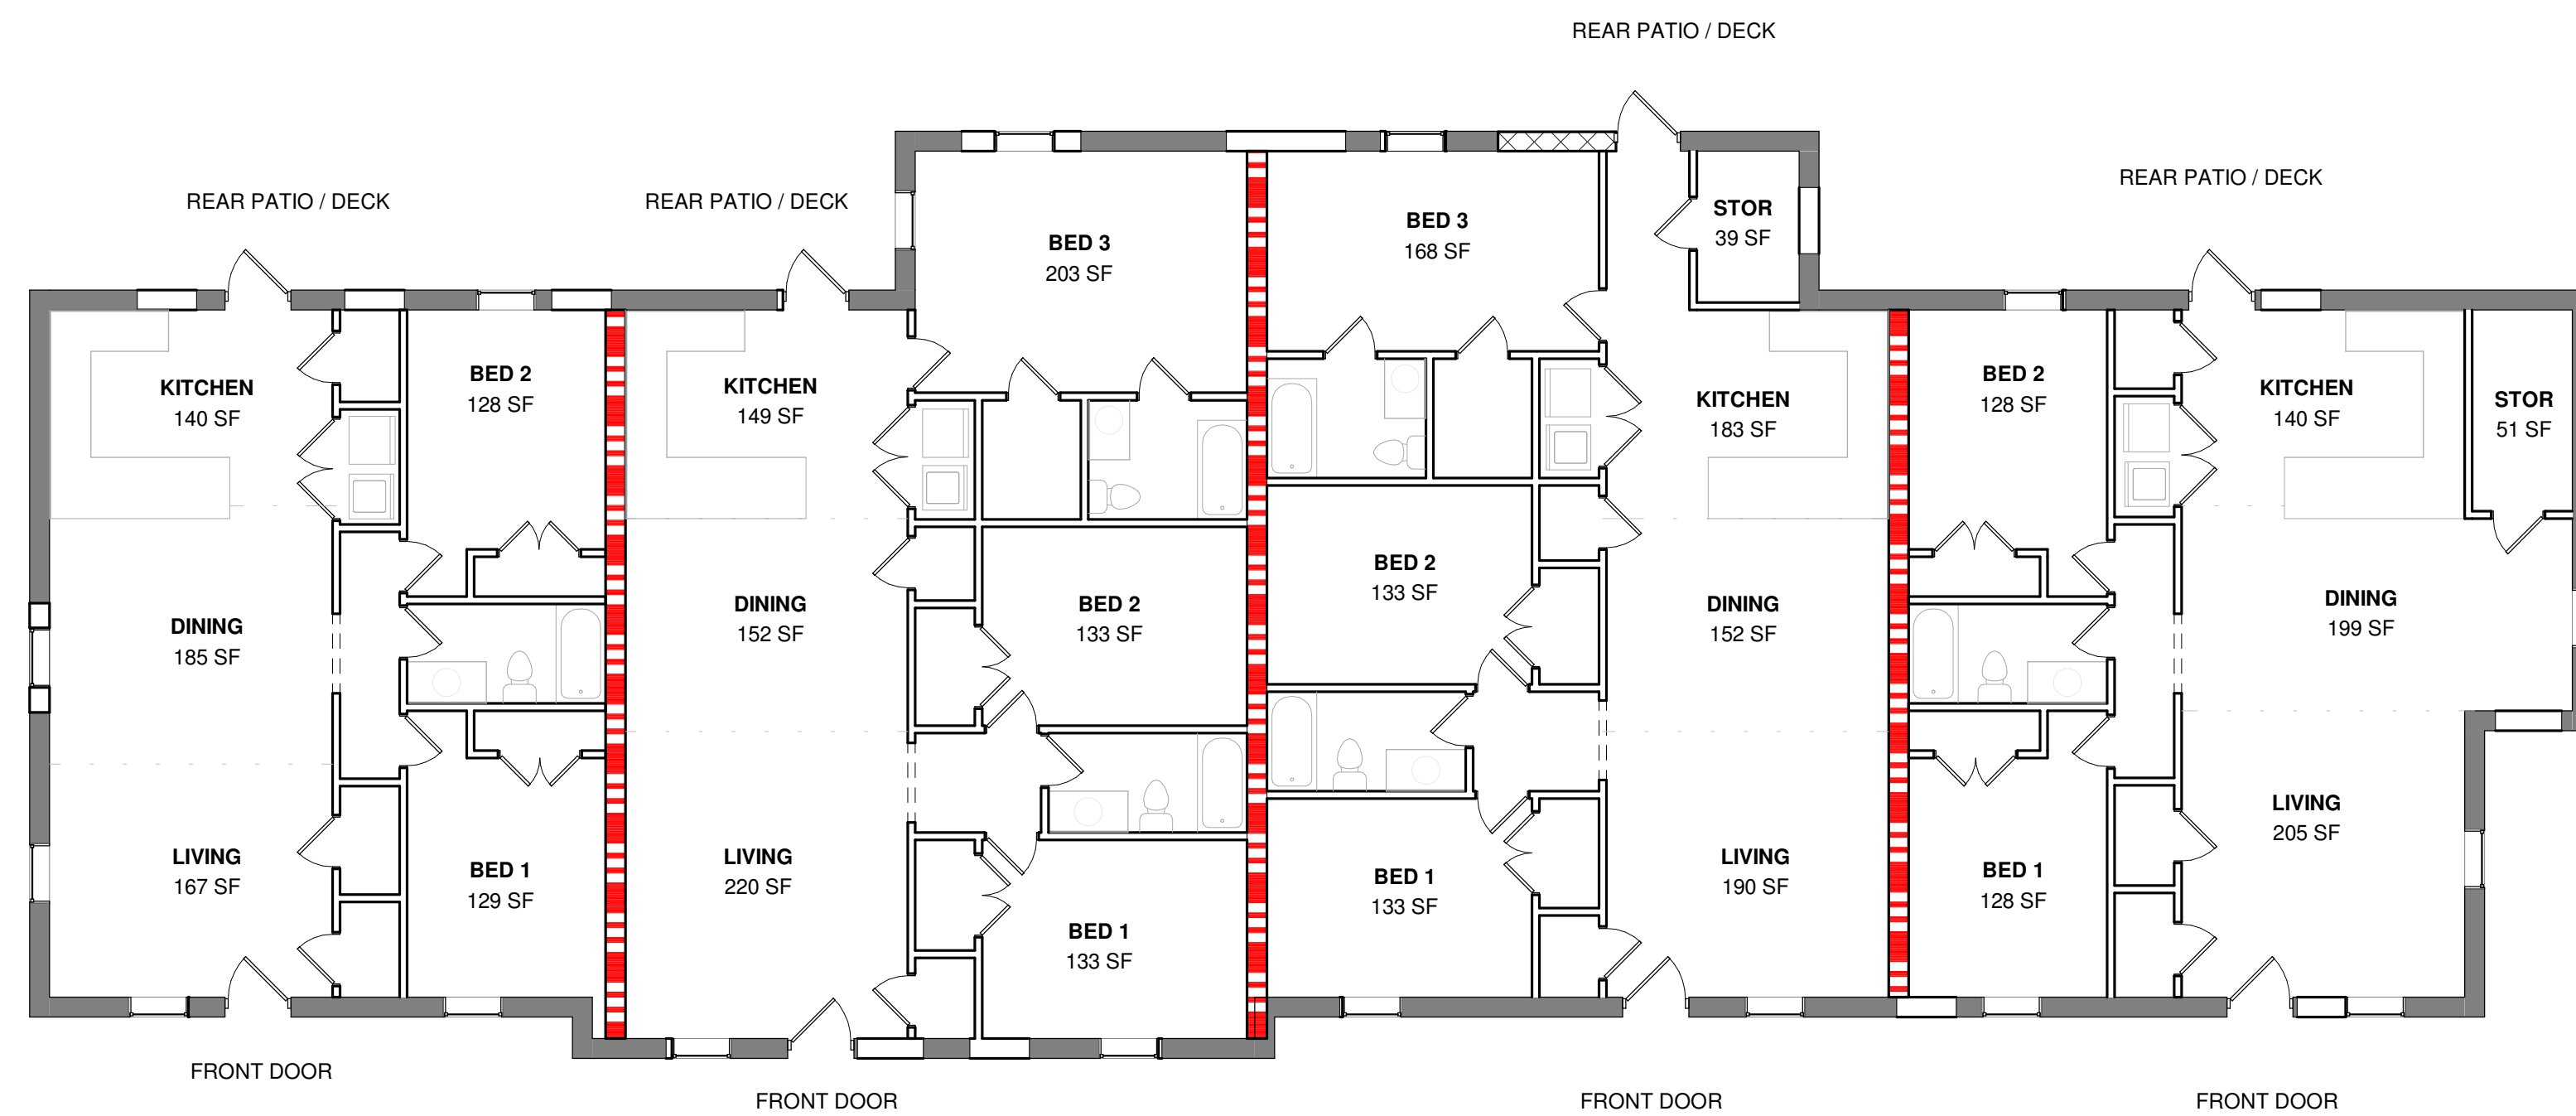 REAR PATIO / DECK
REAR PATIO / DECK
REAR PATIO / DECK
REAR PATIO / DECK
KITCHEN
140 SF
BED 2
128 SF
DINING
185 SF
LIVING
167 SF
BED 1
129 SF
FRONT DOOR
KITCHEN
149 SF
BED 3
203 SF
DINING
152 SF
BED 2
133 SF
LIVING
220 SF
BED 1
133 SF
FRONT DOOR
BED 3
168 SF
STOR
39 SF
KITCHEN
183 SF
BED 2
133 SF
DINING
152 SF
BED 1
133 SF
LIVING
190 SF
FRONT DOOR
BED 2
128 SF
KITCHEN
140 SF
STOR
51 SF
DINING
199 SF
LIVING
205 SF
BED 1
128 SF
FRONT DOOR